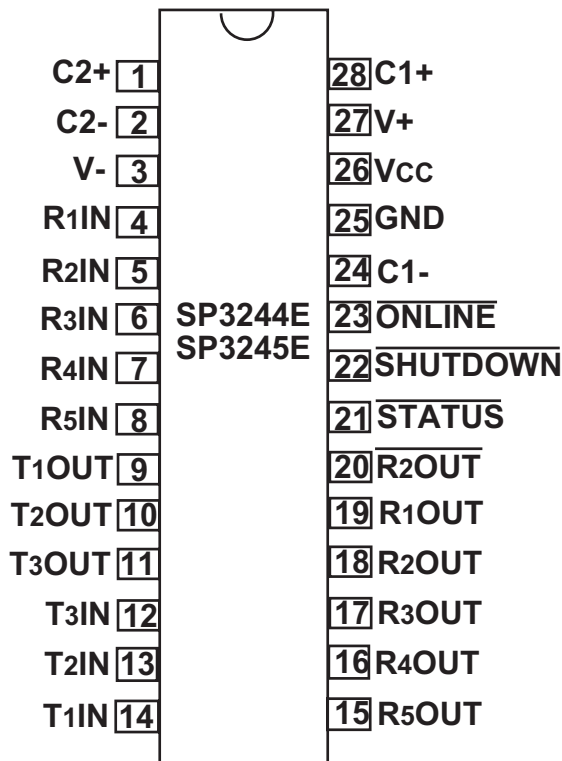 C2+ 1 28 C1+
C2- 2 27 V+
V- 3 26 VCC
R1IN 4 25 GND
R2IN 5 24 C1-
R3IN 6 SP3244E 23 ONLINE
SP3245E
R4IN 7 22 SHUTDOWN
R5IN 8 21 STATUS
T1OUT 9 20 R2OUT
T2OUT 10 19 R1OUT
T3OUT 11 18 R2OUT
T3IN 12 17 R3OUT
T2IN 13 16 R4OUT
T1IN 14 15 R5OUT